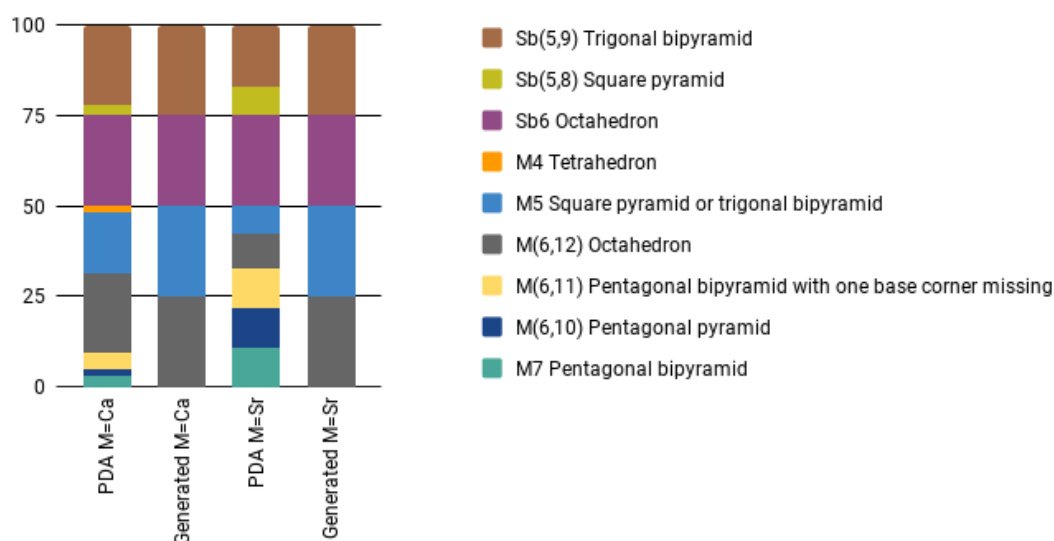 100
75
50
25
0
PDA M=Ca
Generated M=Ca
PDA M=Sr
Generated M=Sr
Sb(5,9) Trigonal bipyramid
Sb(5,8) Square pyramid
Sb6 Octahedron
M4 Tetrahedron
M5 Square pyramid or trigonal bipyramid
M(6,12) Octahedron
M(6,11) Pentagonal bipyramid with one base corner missing
M(6,10) Pentagonal pyramid
M7 Pentagonal bipyramid